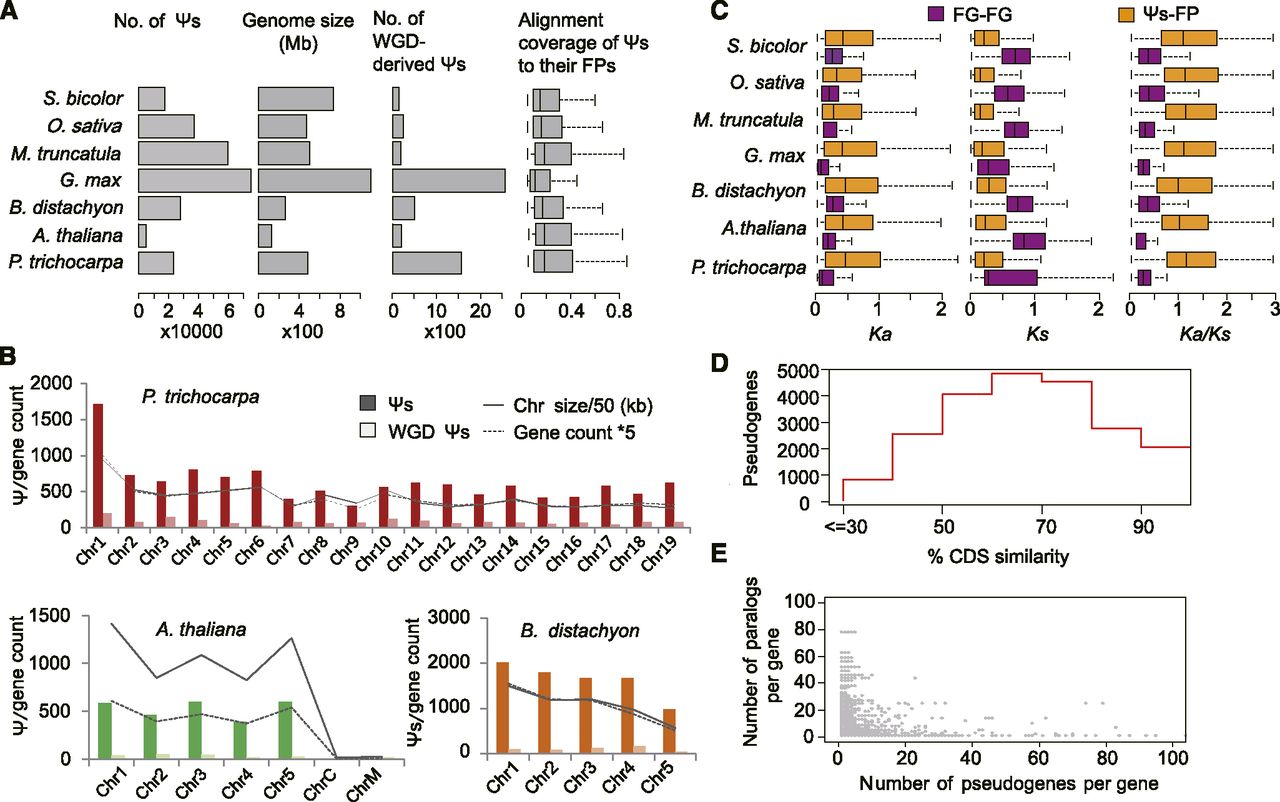 A
No. of Ψs
Genome size
(Mb)
No. of
WGD-
derived Ψs
Alignment
coverage of Ψs
to their FPs
S. bicolor
O. sativa
M. truncatula
G. max
B. distachyon
A. thaliana
P. trichocarpa
0 2 4 6
x10000
0 4 8
x100
0 10 20
x100
0 0.4 0.8
C
FG-FG
Ψs-FP
S. bicolor
O. sativa
M. truncatula
G. max
B. distachyon
A.thaliana
P. trichocarpa
0 1 2
Ka
0 1 2
Ks
0 1 2 3
Ka/Ks
B
P. trichocarpa
Ψs
WGD Ψs
Chr size/50 (kb)
Gene count *5
Ψ/gene count
2000
1500
1000
500
0
Chr1 Chr2 Chr3 Chr4 Chr5 Chr6 Chr7 Chr8 Chr9 Chr10 Chr11 Chr12 Chr13 Chr14 Chr15 Chr16 Chr17 Chr18 Chr19
A. thaliana
Ψ/gene count
1500
1000
500
0
Chr1 Chr2 Chr3 Chr4 Chr5 ChrC ChrM
B. distachyon
Ψs/gene count
3000
2000
1000
0
Chr1 Chr2 Chr3 Chr4 Chr5
D
Pseudogenes
5000
4000
3000
2000
1000
0
<=30 50 70 90
% CDS similarity
E
Number of paralogs
per gene
100
80
60
40
20
0
0 20 40 60 80 100
Number of pseudogenes per gene